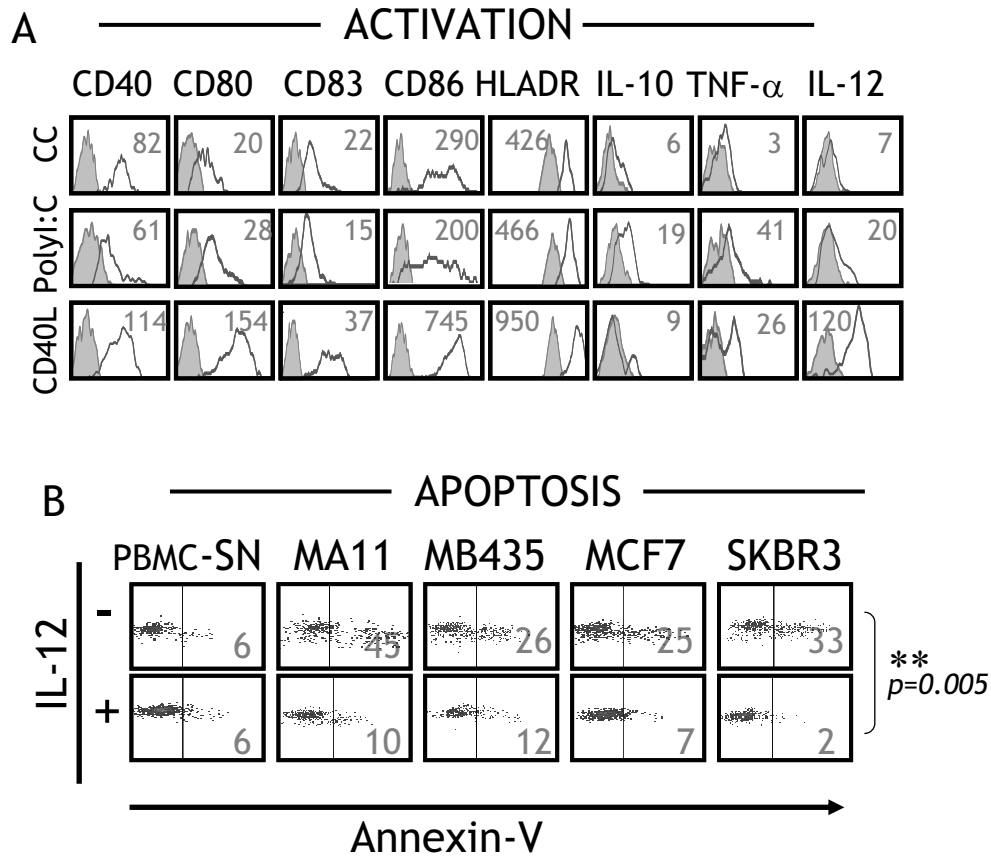 A
ACTIVATION
CD40 CD80 CD83 CD86 HLADR IL-10 TNF-α IL-12
CC 82 20 22 290 426 6 3 7
PolyI:C 61 28 15 200 466 19 41 20
CD40L 114 154 37 745 950 9 26 120
B
APOPTOSIS
PBMC-SN MA11 MB435 MCF7 SKBR3
IL-12
- 6 45 26 25 33
+ 6 10 12 7 2
**
p=0.005
Annexin-V